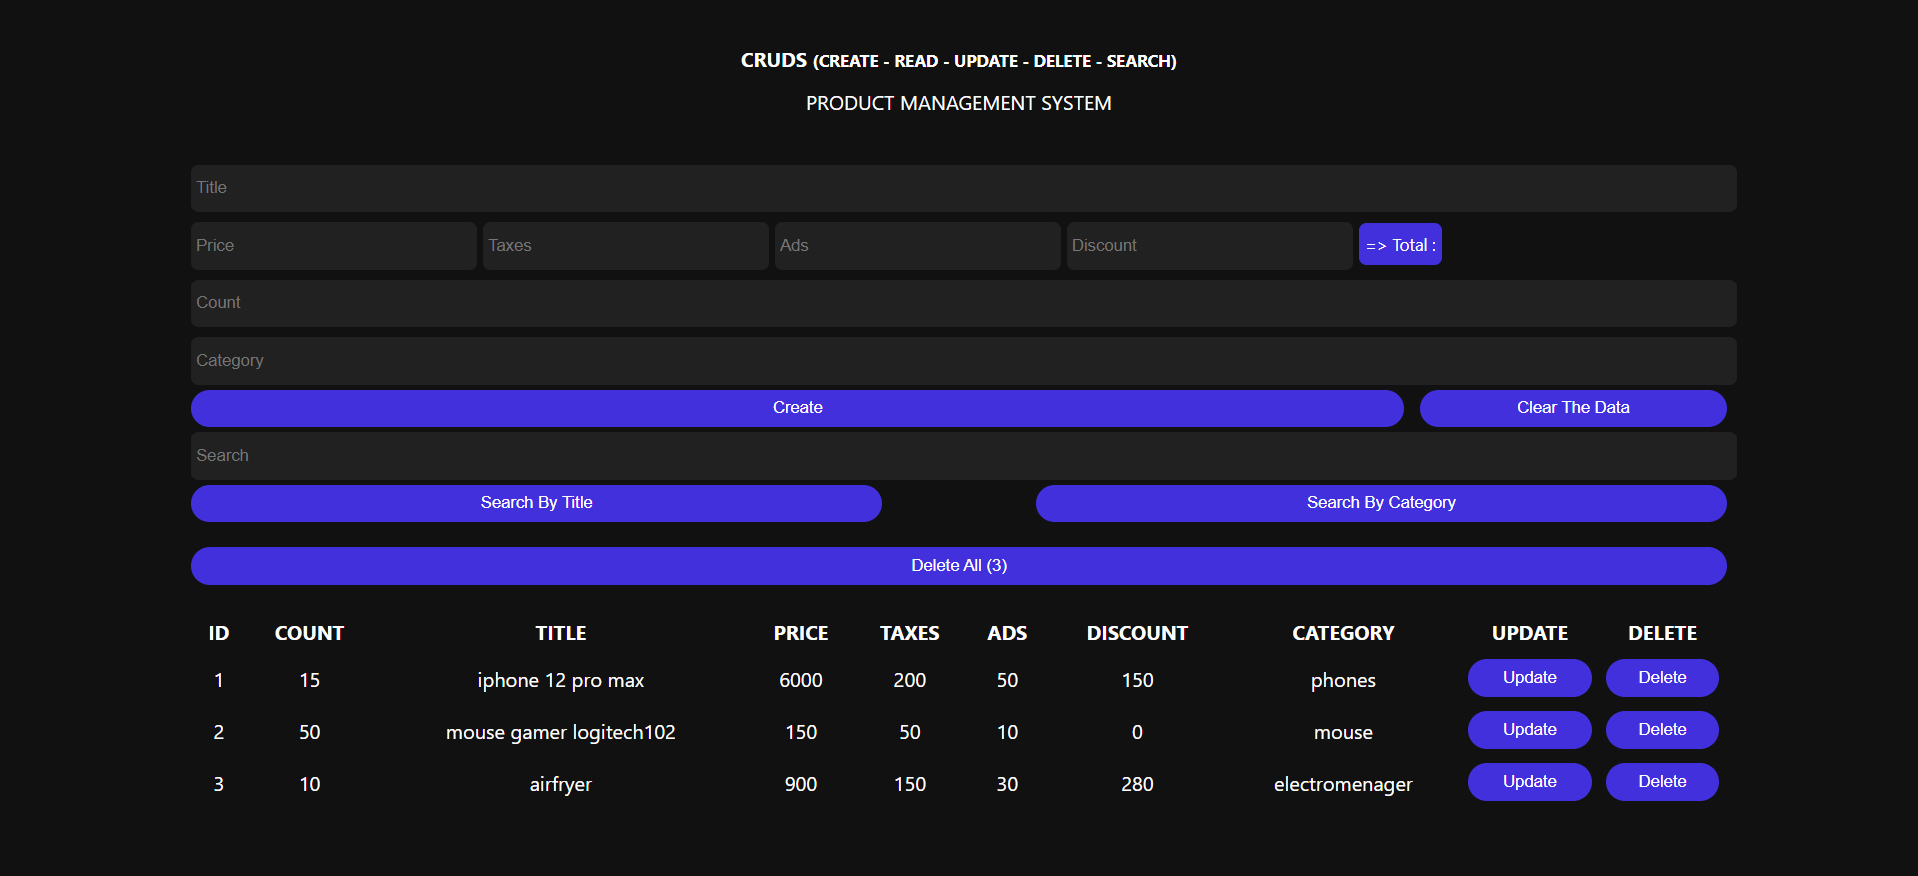 CRUDS (CREATE - READ - UPDATE - DELETE - SEARCH)
PRODUCT MANAGEMENT SYSTEM
Title
Price Taxes Ads Discount => Total :
Count
Category
Create Clear The Data
Search
Search By Title Search By Category
Delete All (3)
ID COUNT TITLE PRICE TAXES ADS DISCOUNT CATEGORY UPDATE DELETE
1 15 iphone 12 pro max 6000 200 50 150 phones Update Delete
2 50 mouse gamer logitech102 150 50 10 0 mouse Update Delete
3 10 airfryer 900 150 30 280 electromenager Update Delete